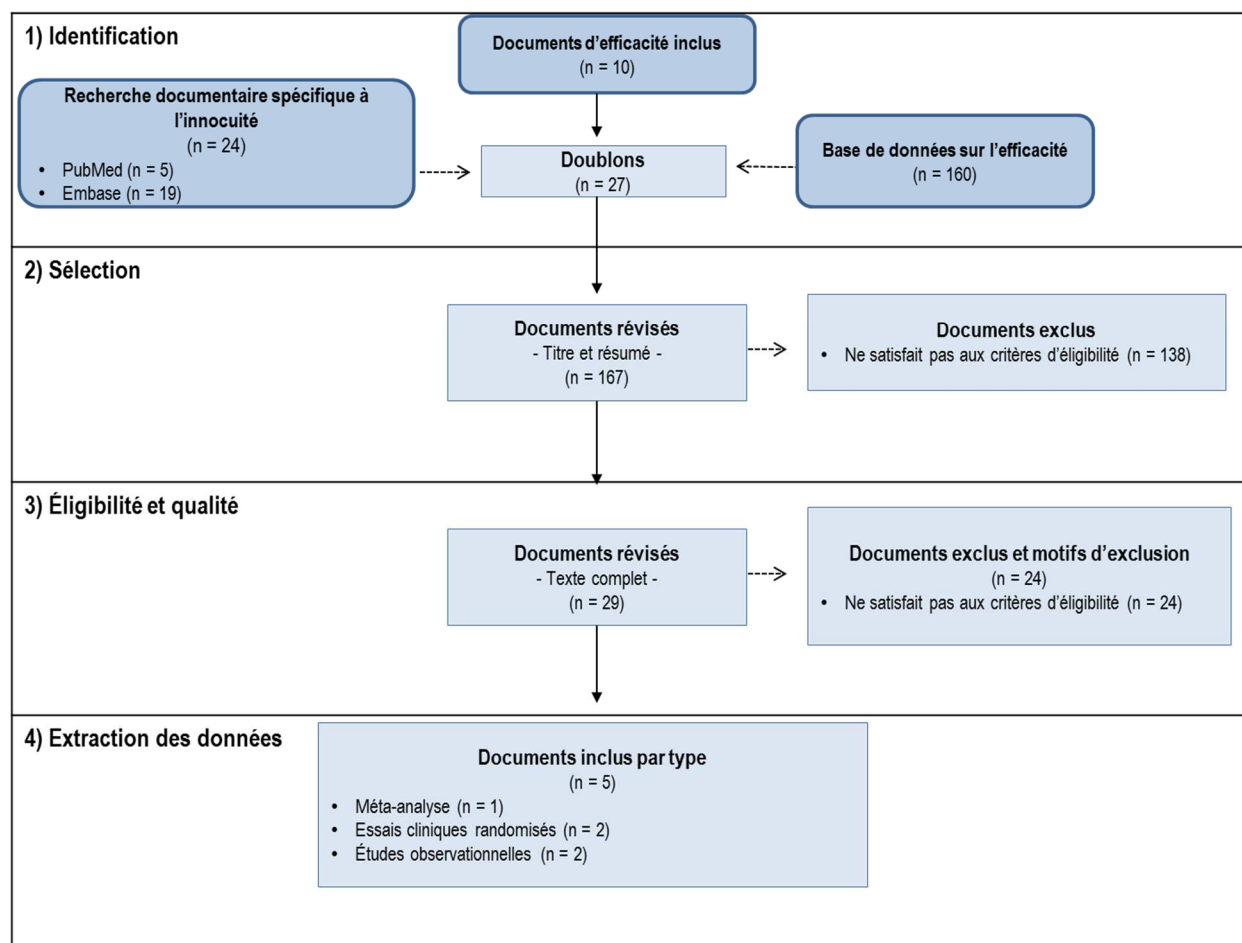 1) Identification
Documents d’efficacité inclus
(n = 10)
Recherche documentaire spécifique à
l’innocuité
(n = 24)
• PubMed (n = 5)
• Embase (n = 19)
Doublons
(n = 27)
Base de données sur l’efficacité
(n = 160)
2) Sélection
Documents révisés
- Titre et résumé -
(n = 167)
Documents exclus
• Ne satisfait pas aux critères d’éligibilité (n = 138)
3) Éligibilité et qualité
Documents révisés
- Texte complet -
(n = 29)
Documents exclus et motifs d’exclusion
(n = 24)
• Ne satisfait pas aux critères d’éligibilité (n = 24)
4) Extraction des données
Documents inclus par type
(n = 5)
• Méta-analyse (n = 1)
• Essais cliniques randomisés (n = 2)
• Études observationnelles (n = 2)